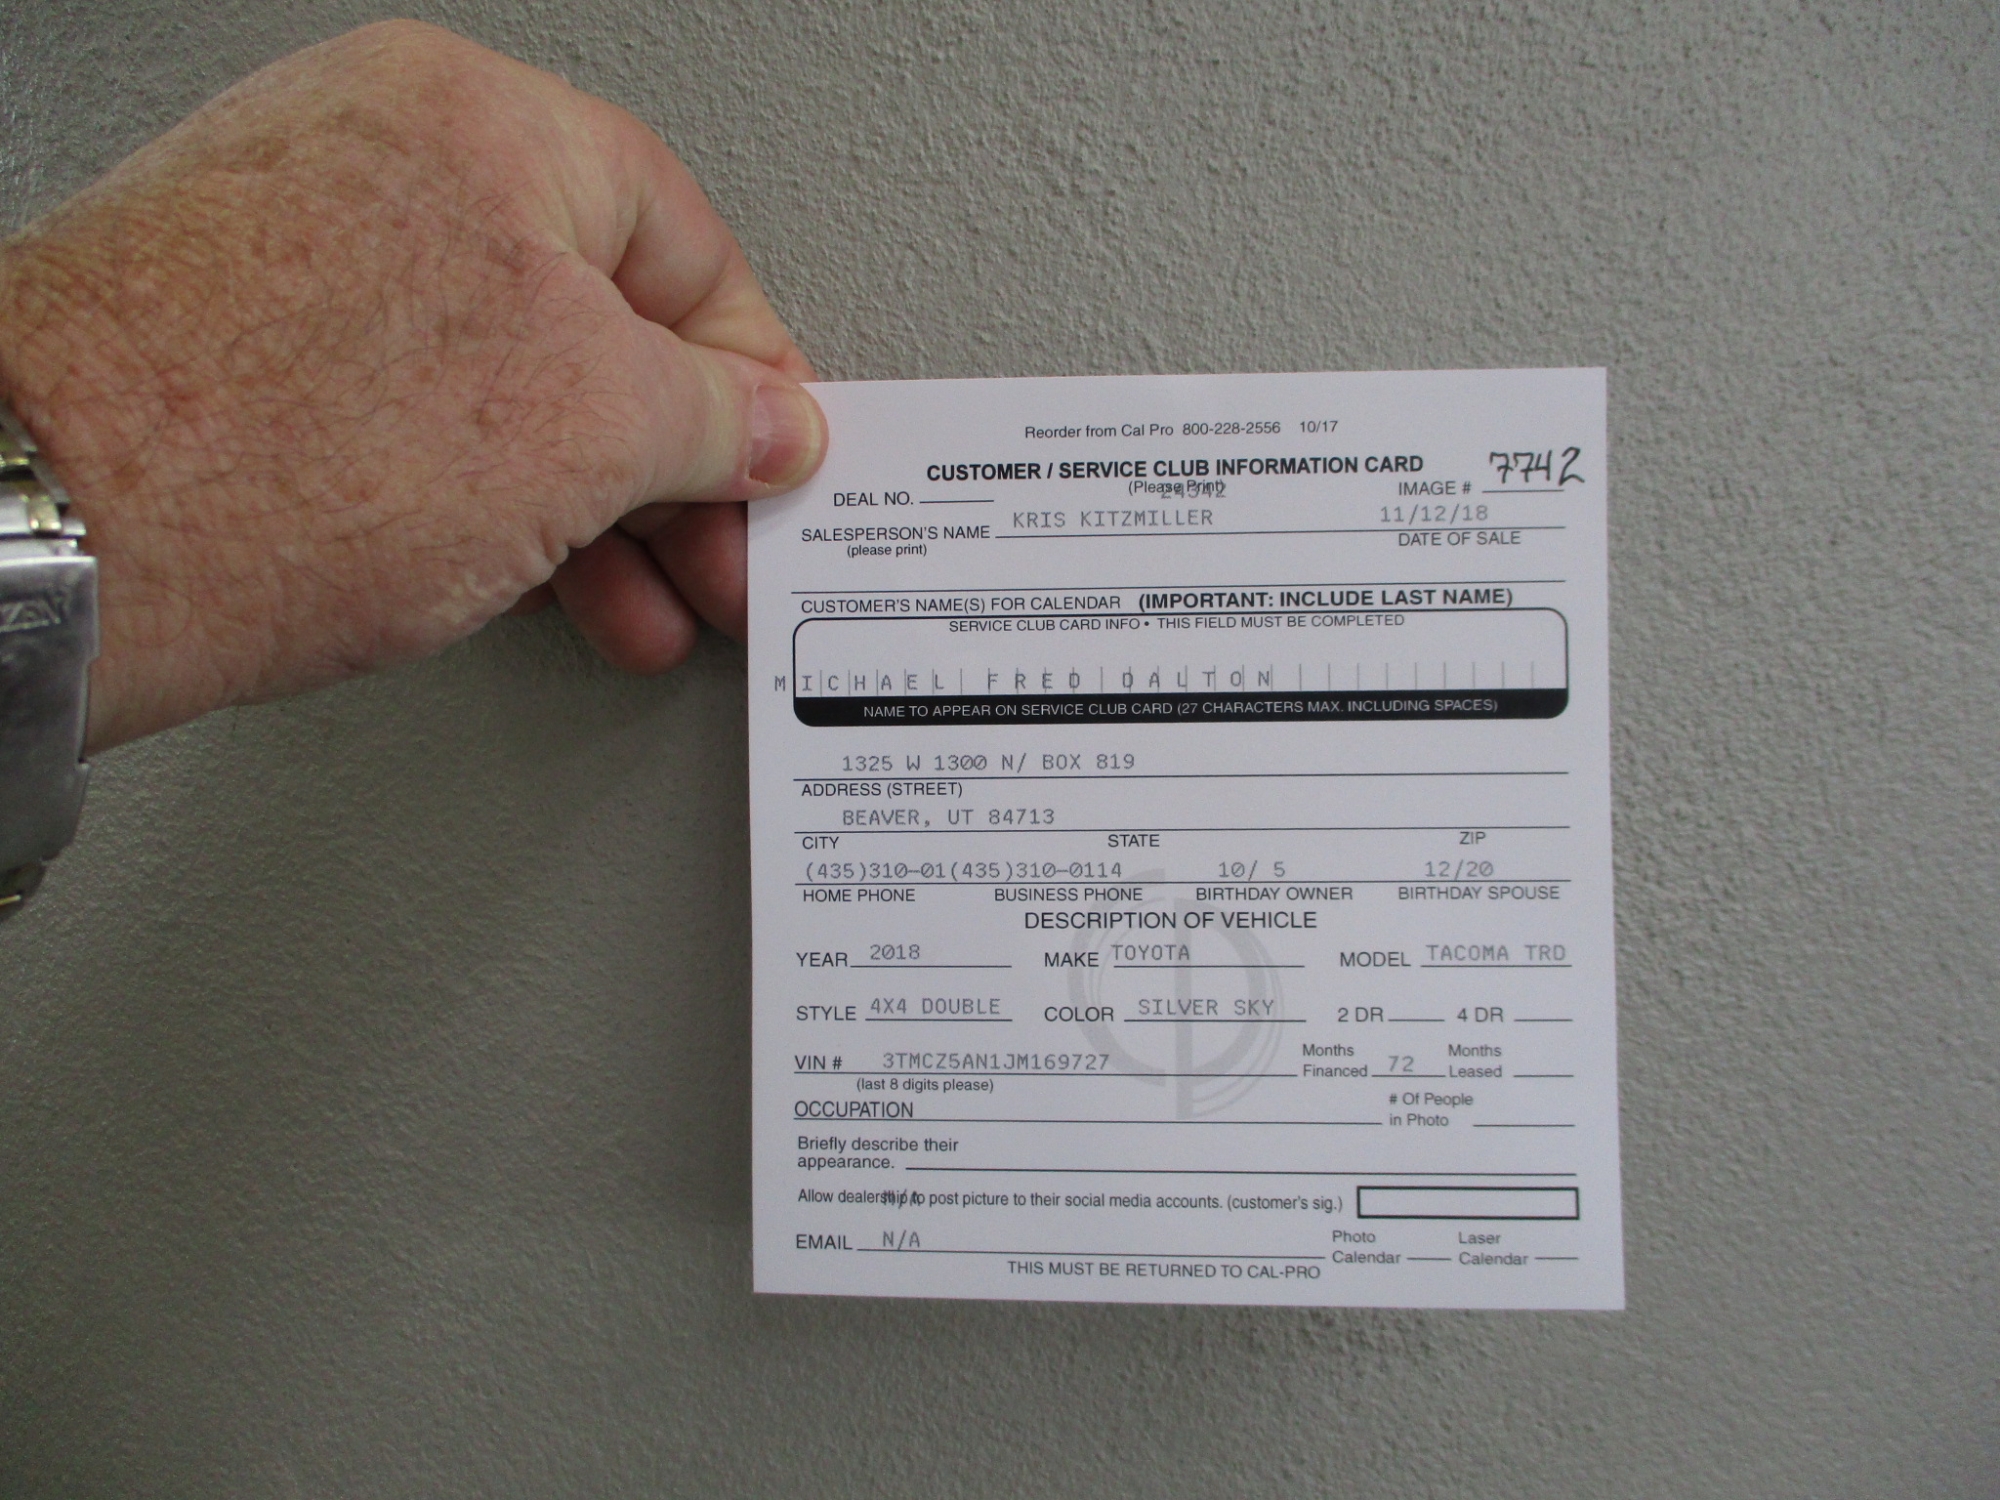 Reorder from Cal Pro 800-228-2556 10/17
CUSTOMER / SERVICE CLUB INFORMATION CARD 7742
(Please Print)
DEAL NO. 24342 IMAGE #
SALESPERSON'S NAME KRIS KITZMILLER 11/12/18
(please print) DATE OF SALE
CUSTOMER'S NAME(S) FOR CALENDAR (IMPORTANT: INCLUDE LAST NAME)
SERVICE CLUB CARD INFO • THIS FIELD MUST BE COMPLETED
MICHAEL FRED DALTON
NAME TO APPEAR ON SERVICE CLUB CARD (27 CHARACTERS MAX. INCLUDING SPACES)
1325 W 1300 N/ BOX 819
ADDRESS (STREET)
BEAVER, UT 84713
CITY STATE ZIP
(435)310-01(435)310-0114 10/ 5 12/20
HOME PHONE BUSINESS PHONE BIRTHDAY OWNER BIRTHDAY SPOUSE
DESCRIPTION OF VEHICLE
YEAR 2018 MAKE TOYOTA MODEL TACOMA TRD
STYLE 4X4 DOUBLE COLOR SILVER SKY 2 DR 4 DR
VIN # 3TMCZ5AN1JM169727 Months Financed 72 Months Leased
(last 8 digits please)
OCCUPATION # Of People in Photo
Briefly describe their
appearance.
Allow dealership to post picture to their social media accounts. (customer's sig.)
EMAIL N/A Photo Calendar Laser Calendar
THIS MUST BE RETURNED TO CAL-PRO